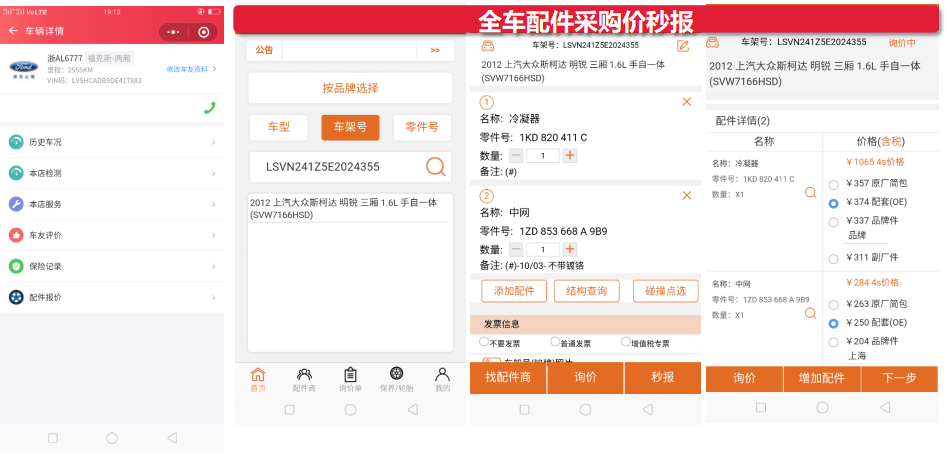 全车配件采购价秒报
VoLTE
19:13
车辆详情
浙AL6777 福克斯-两厢
里程：2555KM
VIN码：LVSHCADB9DE417883
修改车友资料 >
历史车况
本店检测
本店服务
车友评价
保险记录
配件报价
公告 >>
按品牌选择
车型 车架号 零件号
LSVN241Z5E2024355
2012 上汽大众斯柯达 明锐 三厢 1.6L 手自一体
(SVW7166HSD)
首页 配件商 询价单 保养/轮胎 我的
车架号：LSVN241Z5E2024355
2012 上汽大众斯柯达 明锐 三厢 1.6L 手自一体
(SVW7166HSD)
1
名称: 冷凝器
零件号: 1KD 820 411 C
数量: － 1 +
备注: (#)
2
名称: 中网
零件号: 1ZD 853 668 A 9B9
数量: － 1 +
备注: (#)-10/03- 不带镀铬
添加配件 结构查询 碰撞点选
发票信息
不要发票 普通发票 增值税专票
找配件商 询价 秒报
车架号：LSVN241Z5E2024355 询价中
2012 上汽大众斯柯达 明锐 三厢 1.6L 手自一体
(SVW7166HSD)
配件详情(2)
名称 价格(含税)
名称：冷凝器
零件号：1KD 820 411 C
数量：X1
￥1065 4s价格
￥357 原厂简包
￥374 配套(OE)
￥337 品牌件
品牌
￥311 副厂件
名称：中网
零件号：1ZD 853 668 A 9B9
数量：X1
￥284 4s价格
￥263 原厂简包
￥250 配套(OE)
￥204 品牌件
上海
询价 增加配件 下一步